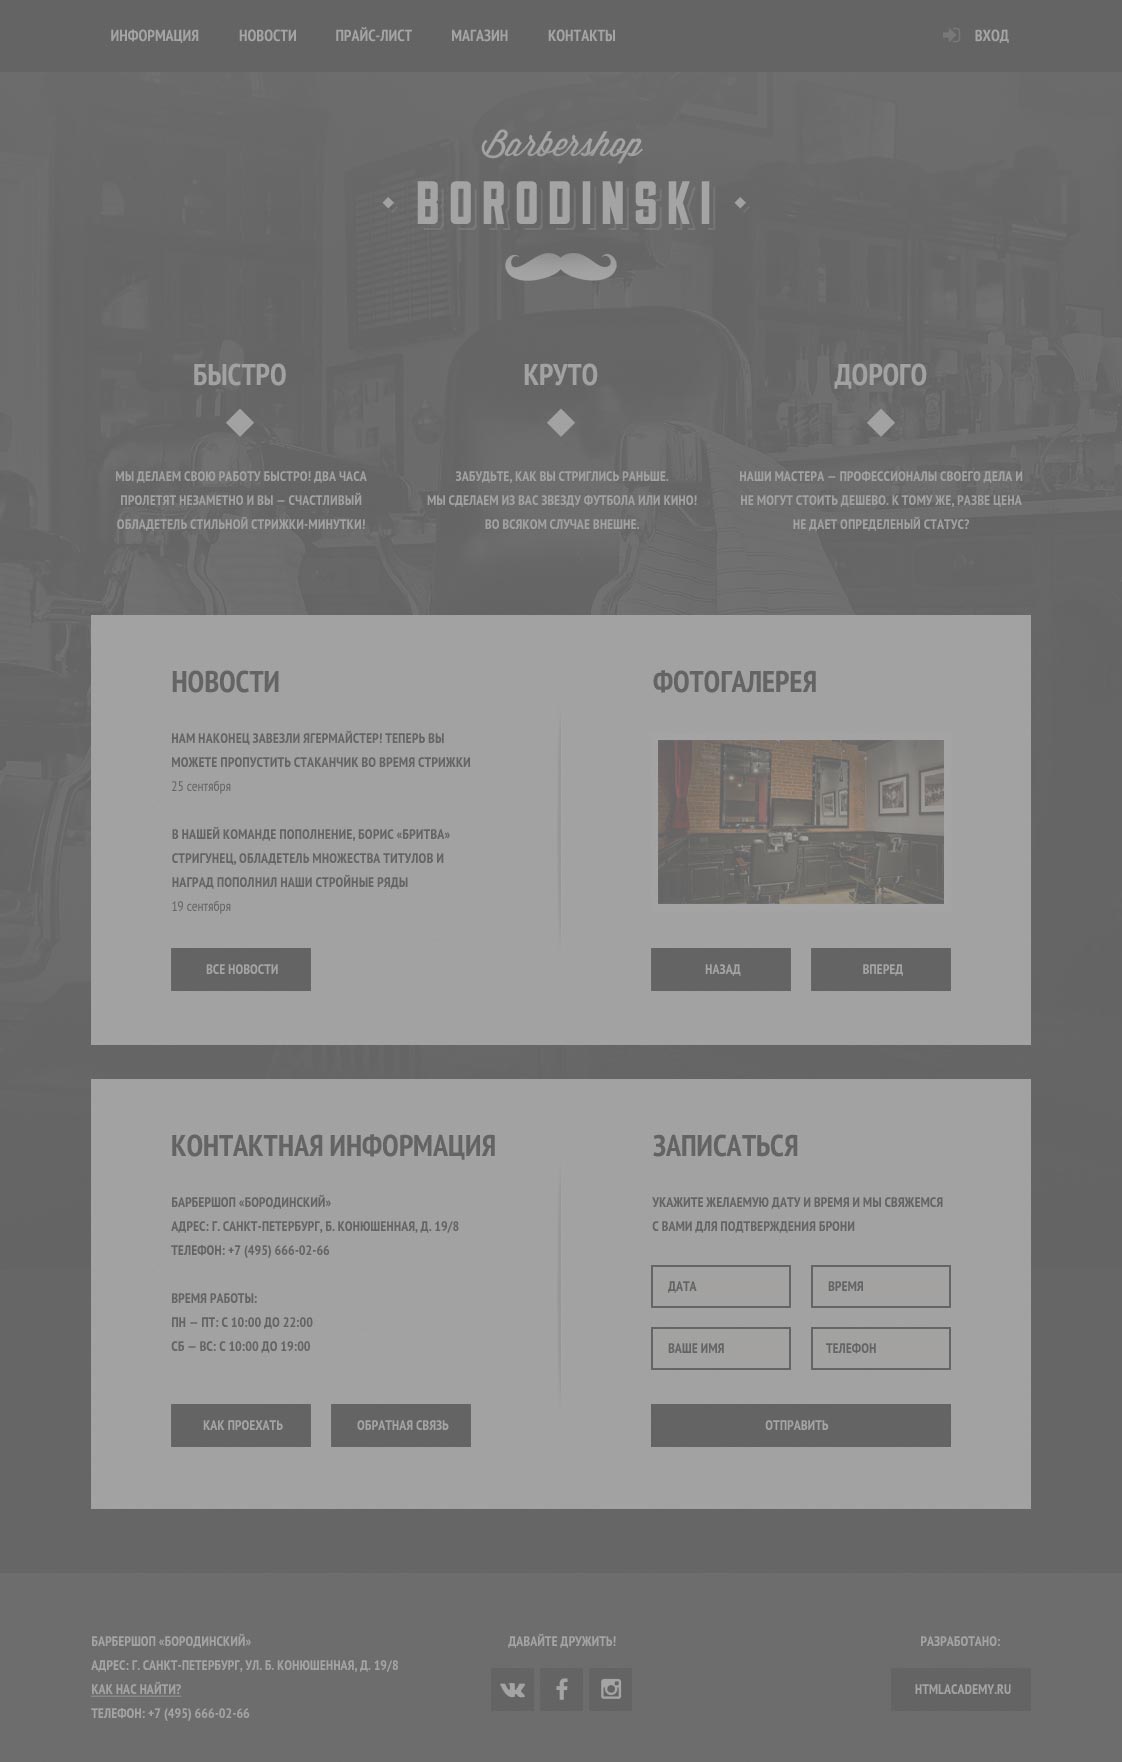 ИНФОРМАЦИЯ НОВОСТИ ПРАЙС-ЛИСТ МАГАЗИН КОНТАКТЫ ВХОД
Barbershop
BORODINSKI
БЫСТРО
МЫ ДЕЛАЕМ СВОЮ РАБОТУ БЫСТРО! ДВА ЧАСА
ПРОЛЕТЯТ НЕЗАМЕТНО И ВЫ — СЧАСТЛИВЫЙ
ОБЛАДАТЕЛЬ СТИЛЬНОЙ СТРИЖКИ-МИНУТКИ!
КРУТО
ЗАБУДЬТЕ, КАК ВЫ СТРИГЛИСЬ РАНЬШЕ.
МЫ СДЕЛАЕМ ИЗ ВАС ЗВЕЗДУ ФУТБОЛА ИЛИ КИНО!
ВО ВСЯКОМ СЛУЧАЕ ВНЕШНЕ.
ДОРОГО
НАШИ МАСТЕРА — ПРОФЕССИОНАЛЫ СВОЕГО ДЕЛА И
НЕ МОГУТ СТОИТЬ ДЕШЕВО. К ТОМУ ЖЕ, РАЗВЕ ЦЕНА
НЕ ДАЕТ ОПРЕДЕЛЕНЫЙ СТАТУС?
НОВОСТИ
НАМ НАКОНЕЦ ЗАВЕЗЛИ ЯГЕРМАЙСТЕР! ТЕПЕРЬ ВЫ
МОЖЕТЕ ПРОПУСТИТЬ СТАКАНЧИК ВО ВРЕМЯ СТРИЖКИ
25 сентября
В НАШЕЙ КОМАНДЕ ПОПОЛНЕНИЕ, БОРИС «БРИТВА»
СТРИГУНЕЦ, ОБЛАДЕТЕЛЬ МНОЖЕСТВА ТИТУЛОВ И
НАГРАД ПОПОЛНИЛ НАШИ СТРОЙНЫЕ РЯДЫ
19 сентября
ВСЕ НОВОСТИ
ФОТОГАЛЕРЕЯ
НАЗАД ВПЕРЕД
КОНТАКТНАЯ ИНФОРМАЦИЯ
БАРБЕРШОП «БОРОДИНСКИЙ»
АДРЕС: Г. САНКТ-ПЕТЕРБУРГ, Б. КОНЮШЕННАЯ, Д. 19/8
ТЕЛЕФОН: +7 (495) 666-02-66
ВРЕМЯ РАБОТЫ:
ПН — ПТ: С 10:00 ДО 22:00
СБ — ВС: С 10:00 ДО 19:00
КАК ПРОЕХАТЬ ОБРАТНАЯ СВЯЗЬ
ЗАПИСАТЬСЯ
УКАЖИТЕ ЖЕЛАЕМУЮ ДАТУ И ВРЕМЯ И МЫ СВЯЖЕМСЯ
С ВАМИ ДЛЯ ПОДТВЕРЖДЕНИЯ БРОНИ
ДАТА ВРЕМЯ
ВАШЕ ИМЯ ТЕЛЕФОН
ОТПРАВИТЬ
БАРБЕРШОП «БОРОДИНСКИЙ»
АДРЕС: Г. САНКТ-ПЕТЕРБУРГ, УЛ. Б. КОНЮШЕННАЯ, Д. 19/8
КАК НАС НАЙТИ?
ТЕЛЕФОН: +7 (495) 666-02-66
ДАВАЙТЕ ДРУЖИТЬ!
РАЗРАБОТАНО:
HTMLACADEMY.RU